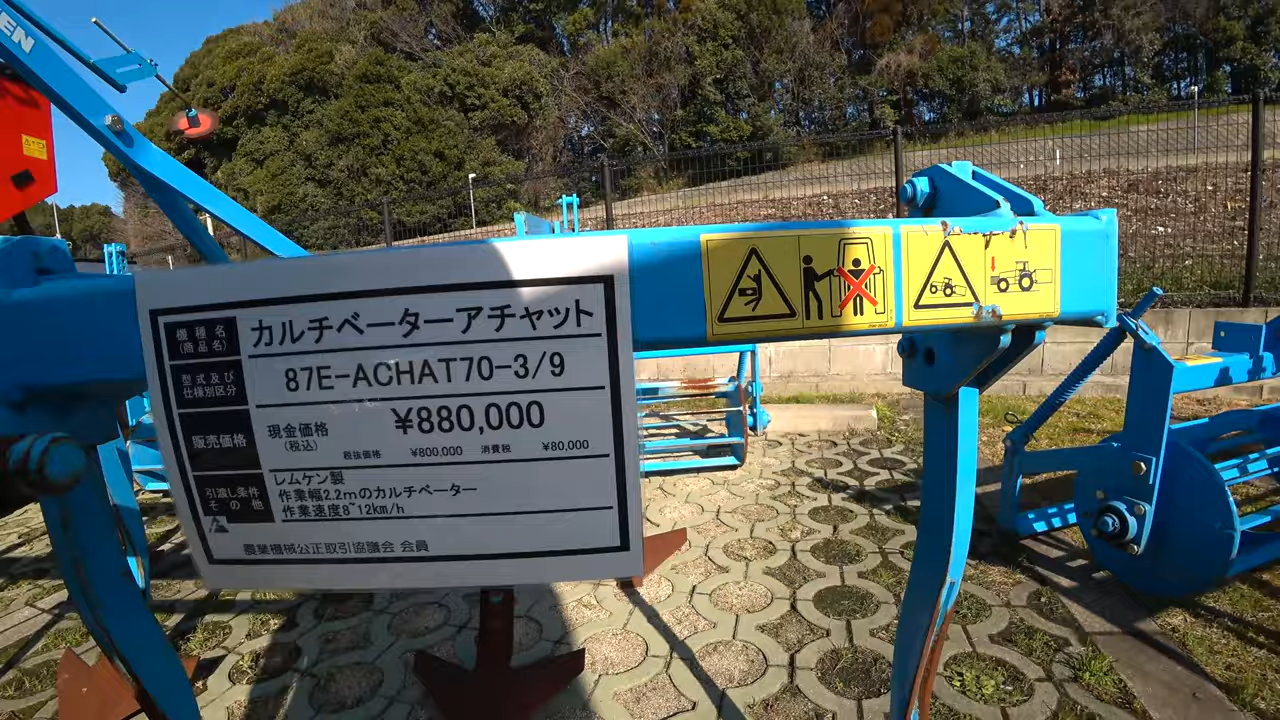 EN
機種名
(商品名)
カルチベーターアチャット
型式及び
仕様別区分
87E-ACHAT70-3/9
販売価格
現金価格
(税込)
¥880,000
税抜価格 ¥800,000 消費税 ¥80,000
引渡し条件
その他
レムケン製
作業幅2.2mのカルチベーター
作業速度8~12km/h
農業機械公正取引協議会 会員